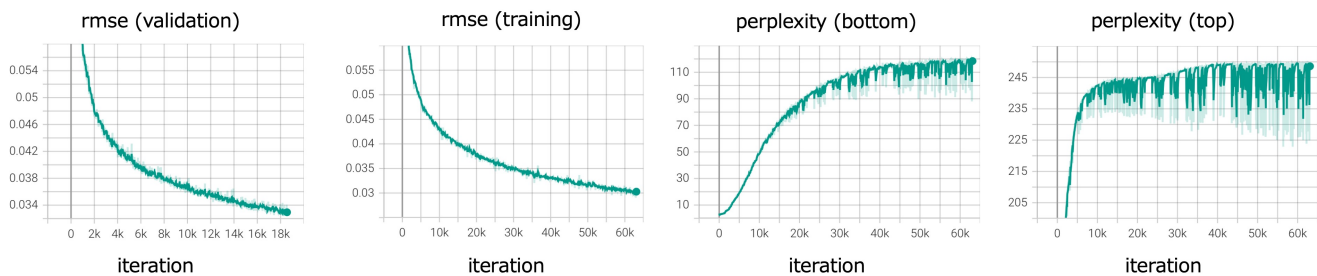 rmse (validation)
0.054
0.05
0.046
0.042
0.038
0.034
0 2k 4k 6k 8k 10k 12k 14k 16k 18k
iteration
rmse (training)
0.055
0.05
0.045
0.04
0.035
0.03
0 10k 20k 30k 40k 50k 60k
iteration
perplexity (bottom)
110
90
70
50
30
10
0 10k 20k 30k 40k 50k 60k
iteration
perplexity (top)
245
235
225
215
205
0 10k 20k 30k 40k 50k 60k
iteration